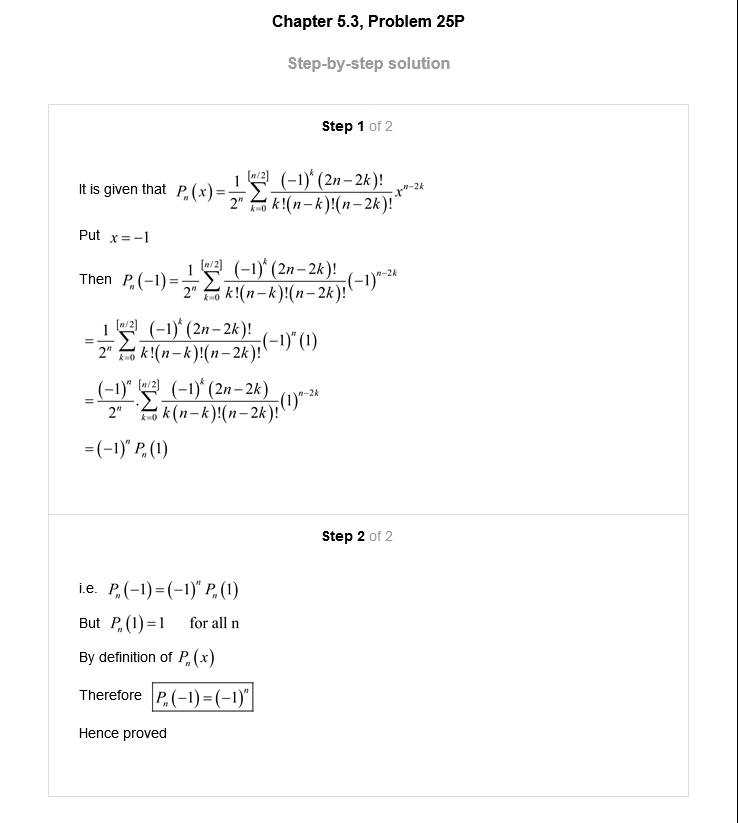 Chapter 5.3, Problem 25P
Step-by-step solution
Step 1 of 2
It is given that P_n(x) = \frac{1}{2^n} \sum_{k=0}^{[n/2]} \frac{(-1)^k (2n-2k)!}{k!(n-k)!(n-2k)!} x^{n-2k}
Put x = -1
Then P_n(-1) = \frac{1}{2^n} \sum_{k=0}^{[n/2]} \frac{(-1)^k (2n-2k)!}{k!(n-k)!(n-2k)!} (-1)^{n-2k}
= \frac{1}{2^n} \sum_{k=0}^{[n/2]} \frac{(-1)^k (2n-2k)!}{k!(n-k)!(n-2k)!} (-1)^n (1)
= \frac{(-1)^n}{2^n} . \sum_{k=0}^{[n/2]} \frac{(-1)^k (2n-2k)}{k(n-k)!(n-2k)!} (1)^{n-2k}
= (-1)^n P_n(1)
Step 2 of 2
i.e. P_n(-1) = (-1)^n P_n(1)
But P_n(1) = 1 for all n
By definition of P_n(x)
Therefore P_n(-1) = (-1)^n
Hence proved